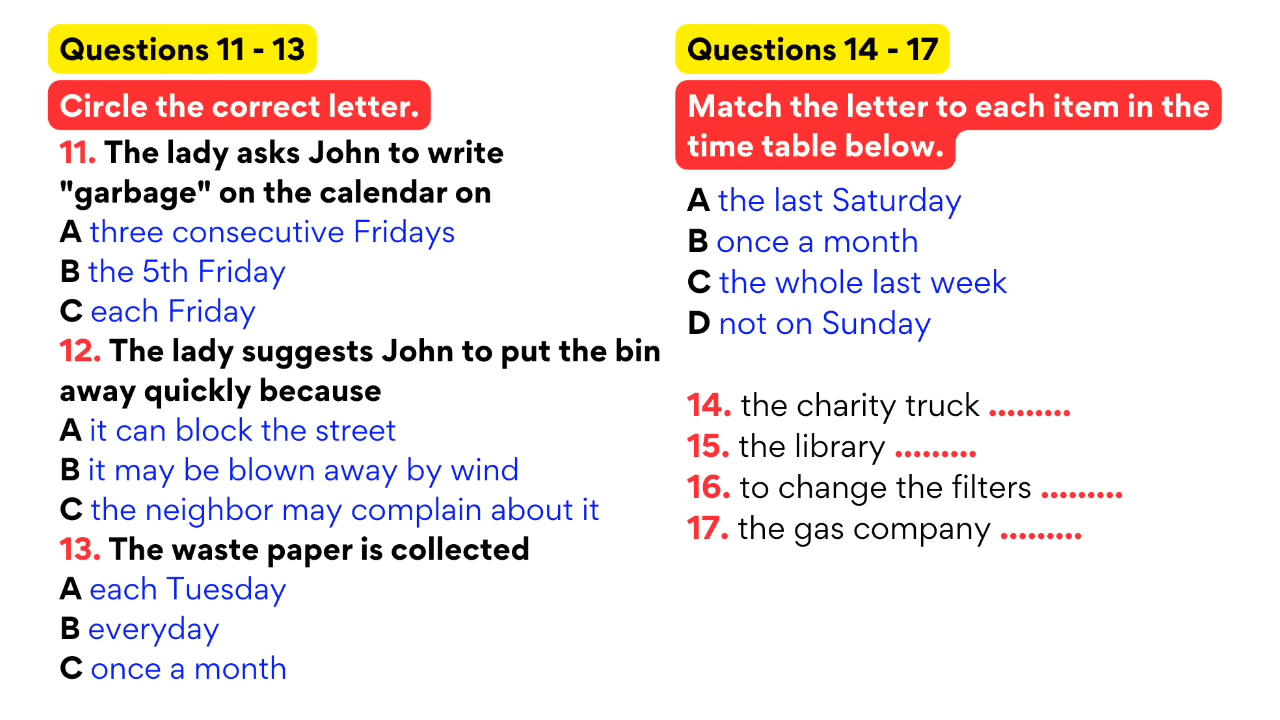 Questions 11 - 13
Circle the correct letter.
11. The lady asks John to write
"garbage" on the calendar on
A three consecutive Fridays
B the 5th Friday
C each Friday
12. The lady suggests John to put the bin
away quickly because
A it can block the street
B it may be blown away by wind
C the neighbor may complain about it
13. The waste paper is collected
A each Tuesday
B everyday
C once a month
Questions 14 - 17
Match the letter to each item in the
time table below.
A the last Saturday
B once a month
C the whole last week
D not on Sunday
14. the charity truck .........
15. the library .........
16. to change the filters .........
17. the gas company .........